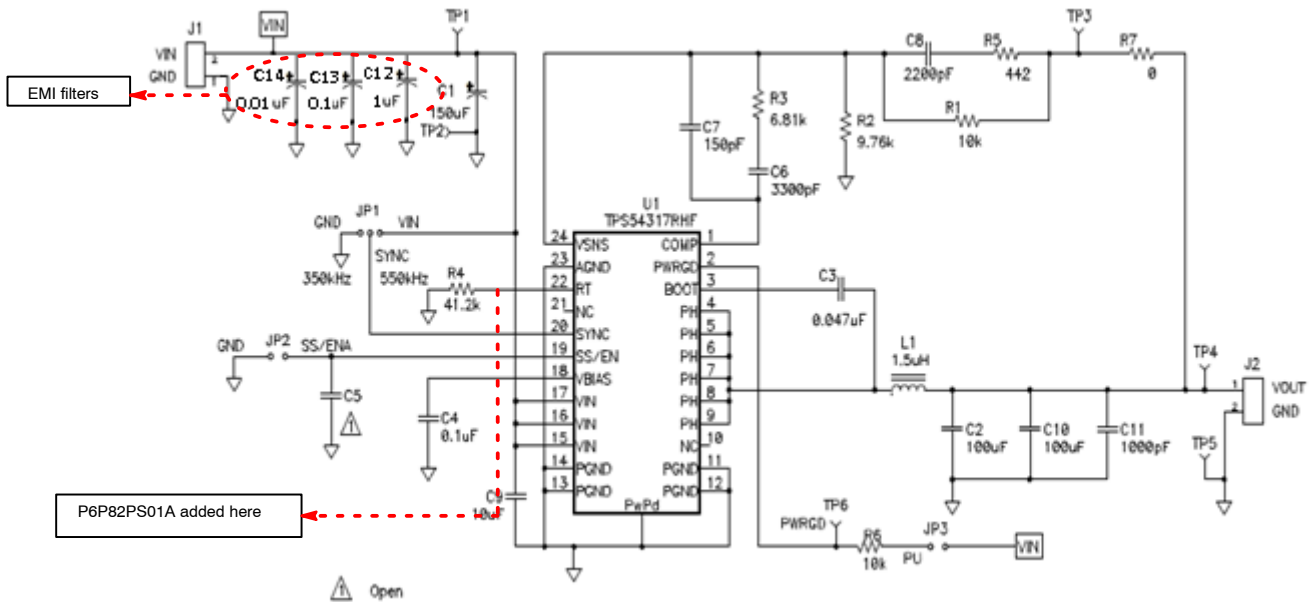 J1
VIN
TP1
TP3
VIN
2
GND
1
EMI filters
C14
0.01uF
C13
0.1uF
C12
1uF
C1
150uF
TP2
C8
2200pF
R5
442
R7
0
R1
10k
R3
6.81k
R2
9.76k
C7
150pF
C6
3300pF
U1
TPS54317RHF
JP1
GND
VIN
SYNC
350kHz
550kHz
R4
41.2k
24 VSNS COMP 1
23 AGND PWRGD 2
22 RT BOOT 3
21 NC PH 4
20 SYNC PH 5
19 SS/EN PH 6
18 VBIAS PH 7
17 VIN PH 8
16 VIN PH 9
15 VIN NC 10
14 PGND PGND 11
13 PGND PGND 12
PwPd
C3
0.047uF
L1
1.5uH
TP4
J2
1
VOUT
2
GND
GND
JP2
SS/ENA
C5
1
C4
0.1uF
C2
100uF
C10
100uF
C11
1000pF
TP5
C9
10uF
P6P82PS01A added here
TP6
PWRGD
R6
10k
JP3
PU
VIN
1 Open